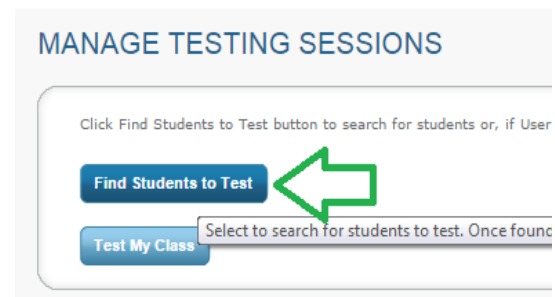 MANAGE TESTING SESSIONS
Click Find Students to Test button to search for students or, if User
Find Students to Test
Select to search for students to test. Once found
Test My Class